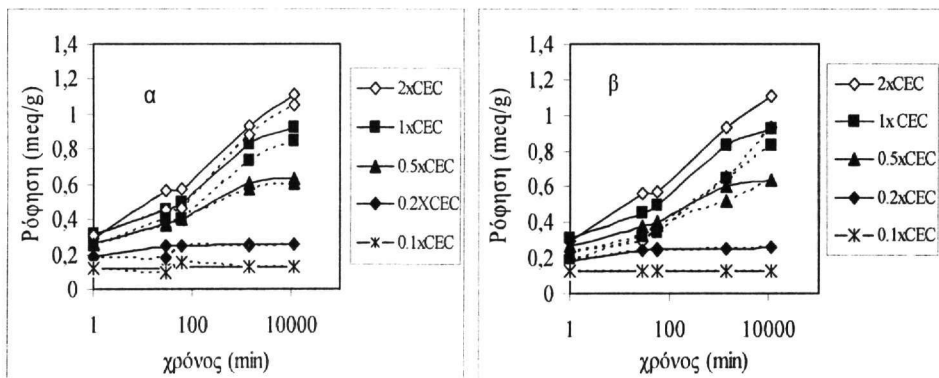 1,4
1,2
1
0,8
0,6
0,4
0,2
0
Ρόφηση (meq/g)
α
1 100 10000
χρόνος (min)
2xCEC
1xCEC
0.5xCEC
0.2XCEC
0.1xCEC
1,4
1,2
1
0,8
0,6
0,4
0,2
0
Ρόφηση (meq/g)
β
1 100 10000
χρόνος (min)
2xCEC
1x CEC
0.5xCEC
0.2xCEC
0.1xCEC